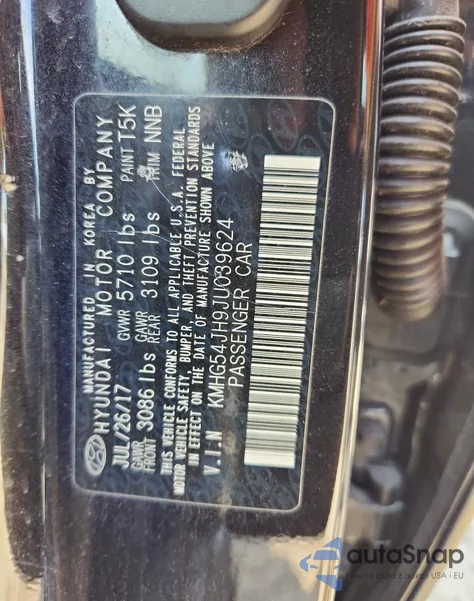 MANUFACTURED IN KOREA BY
HYUNDAI MOTOR COMPANY
JUL/26/17 GVWR 5710 lbs PAINT T5K
GAWR FRONT 3086 lbs GAWR REAR 3109 lbs TRIM NNB
THIS VEHICLE CONFORMS TO ALL APPLICABLE U.S.A. FEDERAL
MOTOR VEHICLE SAFETY, BUMPER, AND THEFT PREVENTION STANDARDS
IN EFFECT ON THE DATE OF MANUFACTURE SHOWN ABOVE
V.I.N KMHG54JH9JU039624
PASSENGER CAR
autoSnap
USA i EU